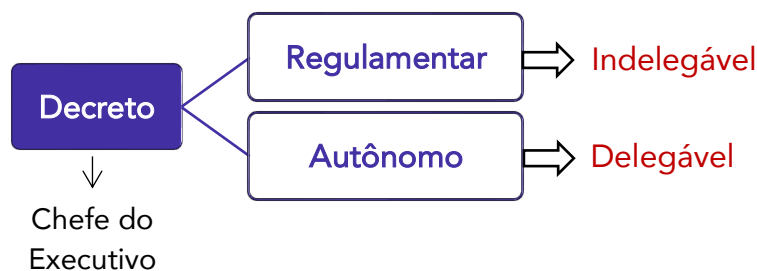 Regulamentar
Indelegável
Decreto
Autônomo
Delegável
Chefe do
Executivo